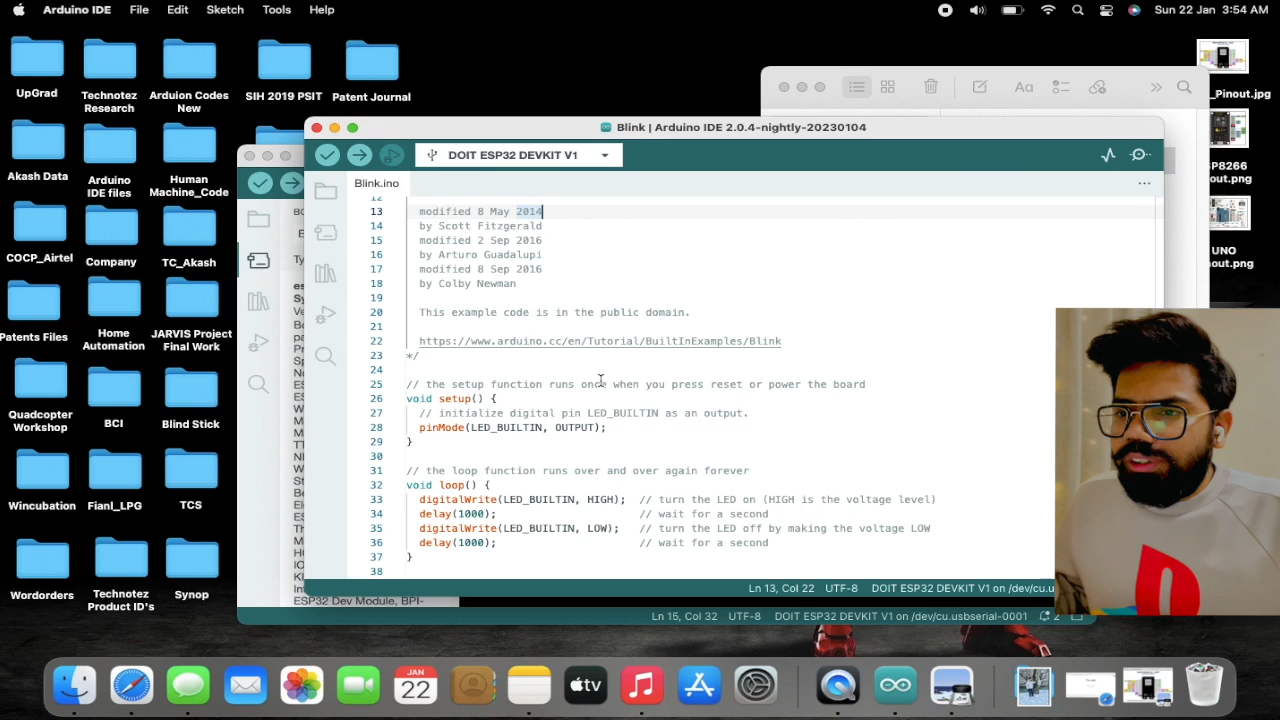 Arduino IDE File Edit Sketch Tools Help
Sun 22 Jan 3:54 AM
UpGrad
Technotez Research
Arduion Codes New
SIH 2019 PSIT
Patent Journal
_Pinout.jpg
Akash Data
Arduino IDE files
Human Machine_Code
P8266
out.png
COCP_Airtel
Company
TC_Akash
UNO
out.png
Patents Files
Home Automation
JARVIS Project Final Work
Quadcopter Workshop
BCI
Blind Stick
Wincubation
Fianl_LPG
TCS
Wordorders
Technotez Product ID's
Synop
Aa
Blink | Arduino IDE 2.0.4-nightly-20230104
DOIT ESP32 DEVKIT V1
Blink.ino
12
13 modified 8 May 2014
14 by Scott Fitzgerald
15 modified 2 Sep 2016
16 by Arturo Guadalupi
17 modified 8 Sep 2016
18 by Colby Newman
19
20 This example code is in the public domain.
21
22 https://www.arduino.cc/en/Tutorial/BuiltInExamples/Blink
23 */
24
25 // the setup function runs once when you press reset or power the board
26 void setup() {
27 // initialize digital pin LED_BUILTIN as an output.
28 pinMode(LED_BUILTIN, OUTPUT);
29 }
30
31 // the loop function runs over and over again forever
32 void loop() {
33 digitalWrite(LED_BUILTIN, HIGH); // turn the LED on (HIGH is the voltage level)
34 delay(1000); // wait for a second
35 digitalWrite(LED_BUILTIN, LOW); // turn the LED off by making the voltage LOW
36 delay(1000); // wait for a second
37 }
38
Ln 13, Col 22 UTF-8 DOIT ESP32 DEVKIT V1 on /dev/cu.
ESP32 Dev Module, BPI-
Ln 15, Col 32 UTF-8 DOIT ESP32 DEVKIT V1 on /dev/cu.usbserial-0001 2
JAN
22
tv